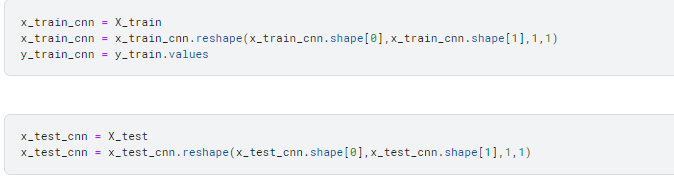 x_train_cnn = X_train
x_train_cnn = x_train_cnn.reshape(x_train_cnn.shape[0],x_train_cnn.shape[1],1,1)
y_train_cnn = y_train.values
x_test_cnn = X_test
x_test_cnn = x_test_cnn.reshape(x_test_cnn.shape[0],x_test_cnn.shape[1],1,1)